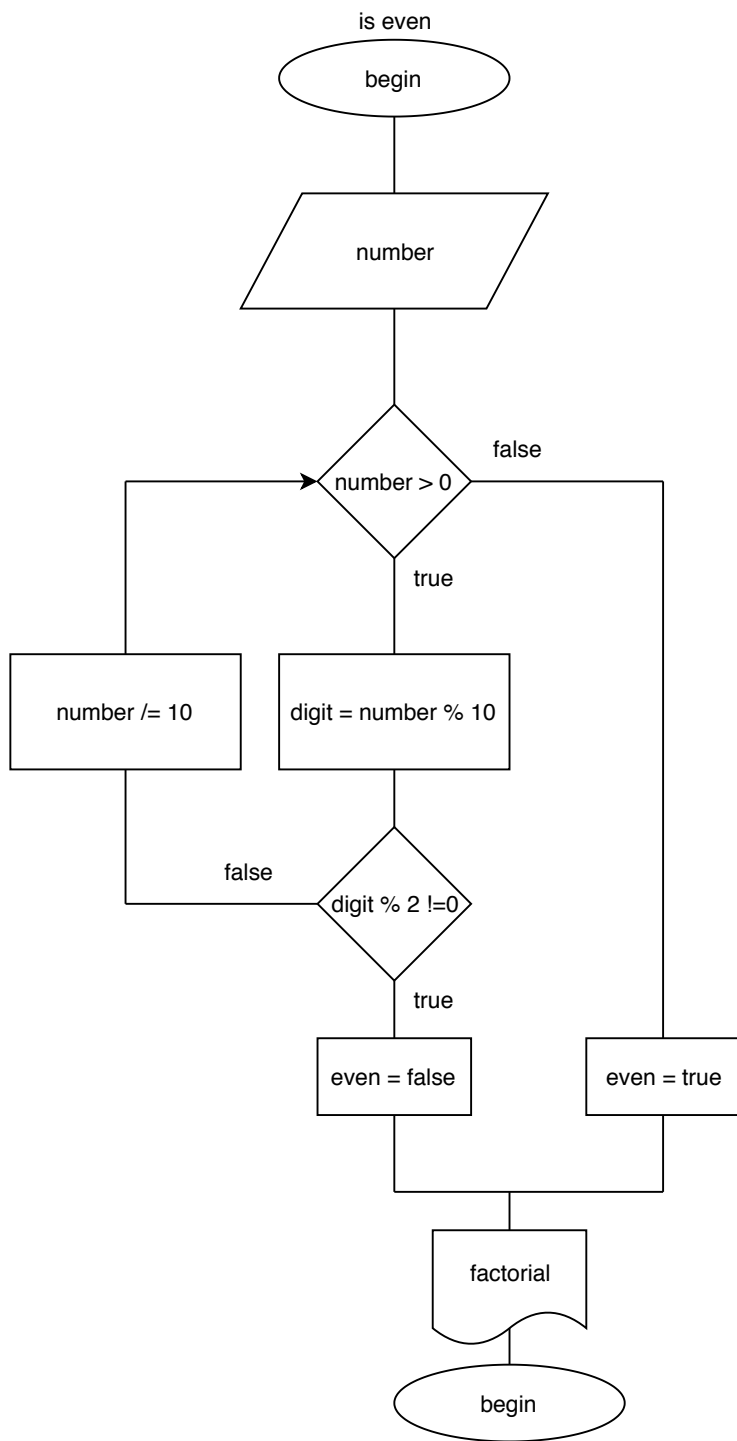 is even
begin
number
number > 0
false
true
number /= 10
digit = number % 10
false
digit % 2 !=0
true
even = false
even = true
factorial
begin